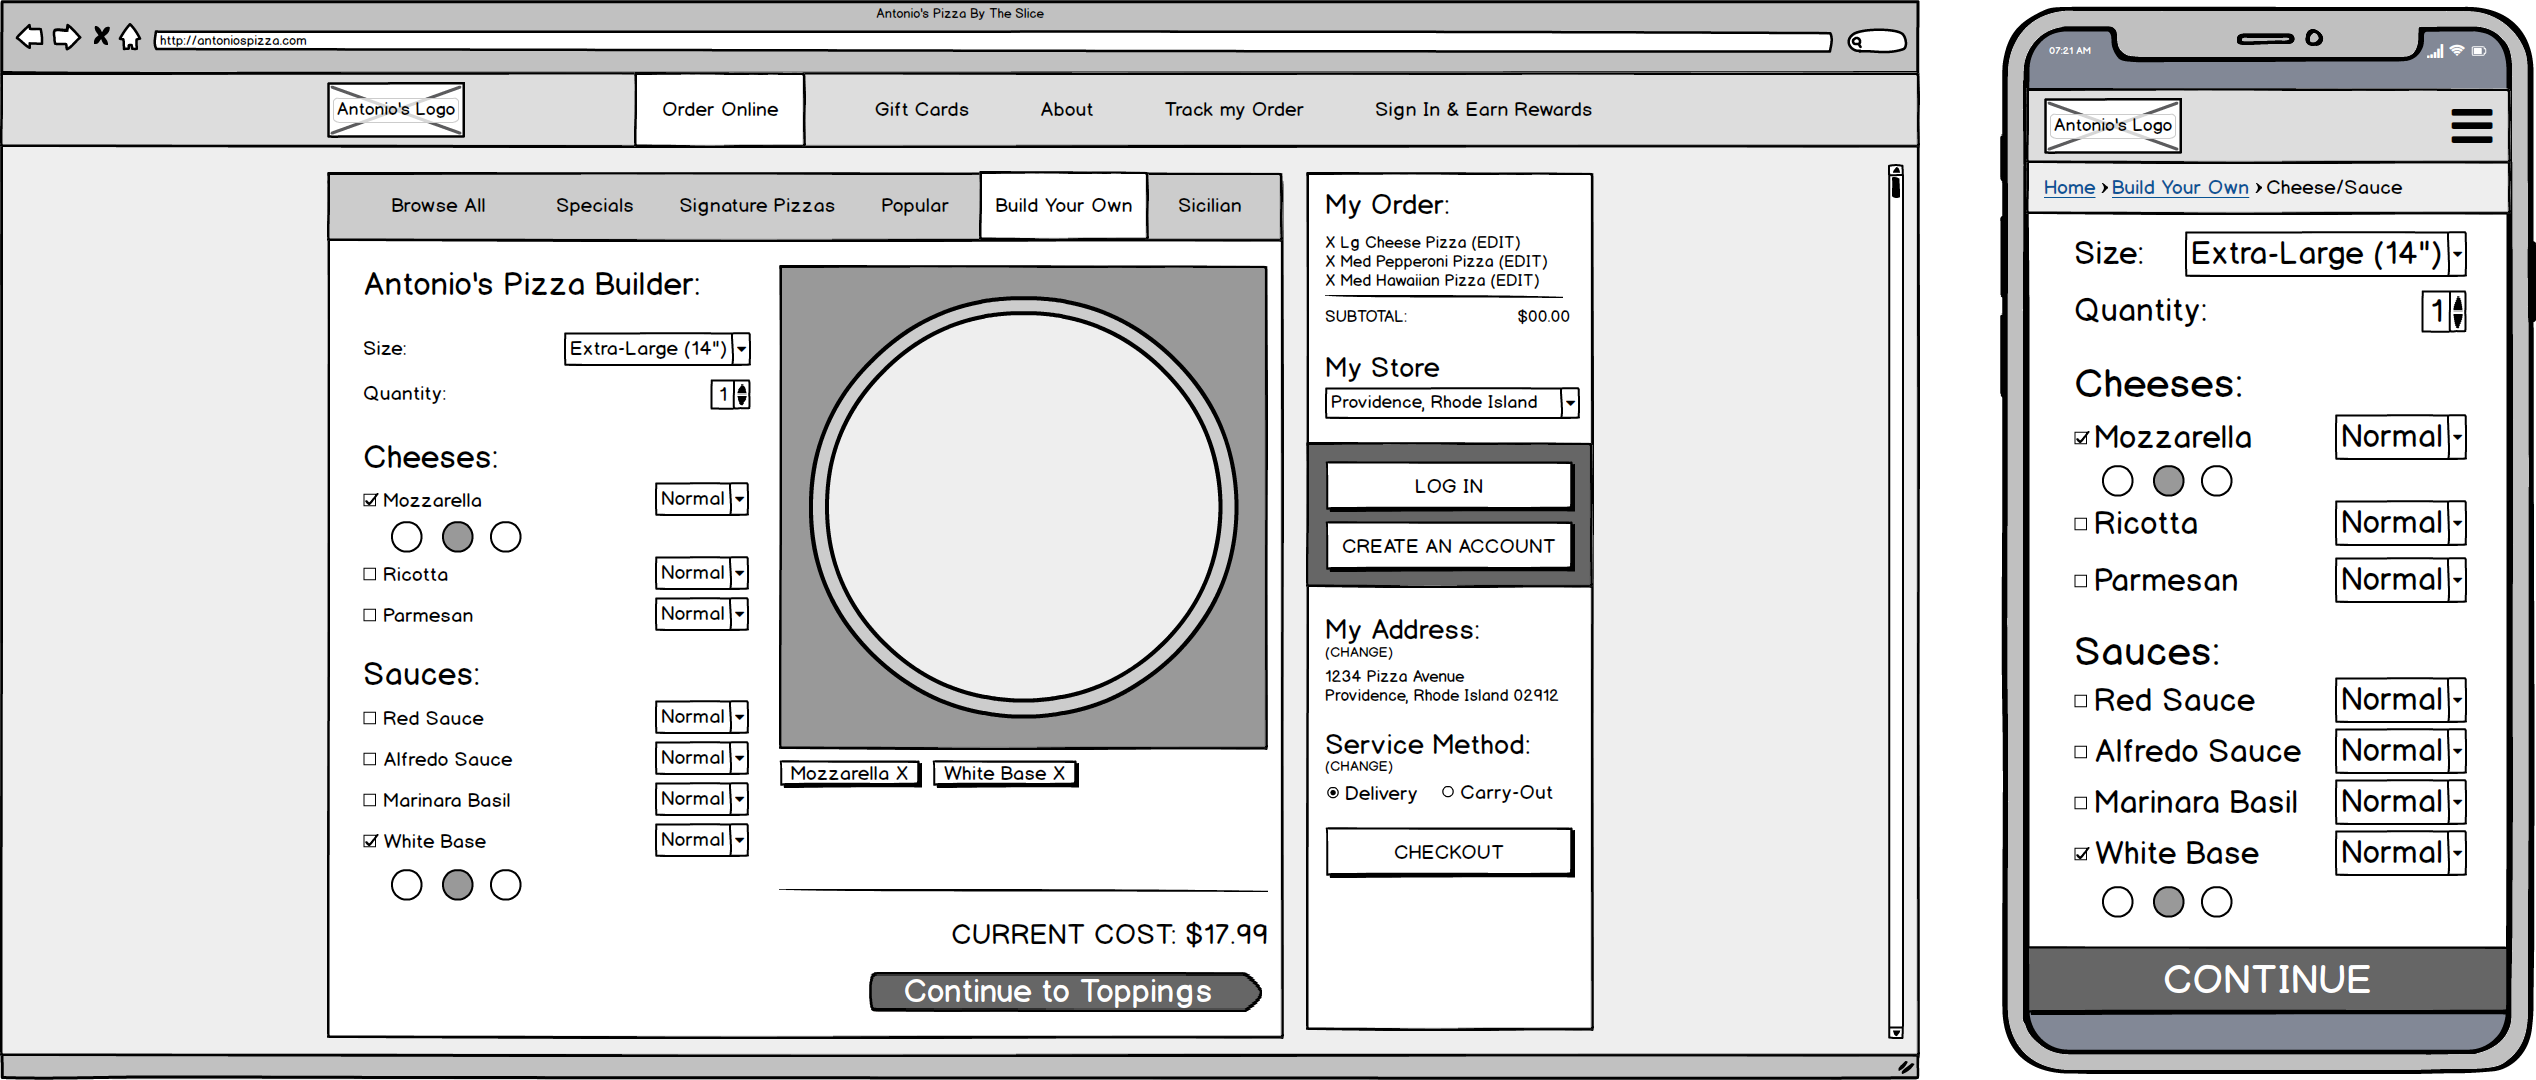 Antonio's Pizza By The Slice
http://antoniospizza.com
Antonio's Logo
Order Online
Gift Cards
About
Track my Order
Sign In & Earn Rewards
Browse All
Specials
Signature Pizzas
Popular
Build Your Own
Sicilian
Antonio's Pizza Builder:
Size:
Extra-Large (14")
Quantity:
1
Cheeses:
Mozzarella
Normal
Ricotta
Normal
Parmesan
Normal
Sauces:
Red Sauce
Normal
Alfredo Sauce
Normal
Marinara Basil
Normal
White Base
Normal
Mozzarella X
White Base X
CURRENT COST: $17.99
Continue to Toppings
My Order:
X Lg Cheese Pizza (EDIT)
X Med Pepperoni Pizza (EDIT)
X Med Hawaiian Pizza (EDIT)
SUBTOTAL:
$00.00
My Store
Providence, Rhode Island
LOG IN
CREATE AN ACCOUNT
My Address:
(CHANGE)
1234 Pizza Avenue
Providence, Rhode Island 02912
Service Method:
(CHANGE)
Delivery
Carry-Out
CHECKOUT
07:21 AM
Antonio's Logo
Home › Build Your Own › Cheese/Sauce
Size:
Extra-Large (14")
Quantity:
1
Cheeses:
Mozzarella
Normal
Ricotta
Normal
Parmesan
Normal
Sauces:
Red Sauce
Normal
Alfredo Sauce
Normal
Marinara Basil
Normal
White Base
Normal
CONTINUE